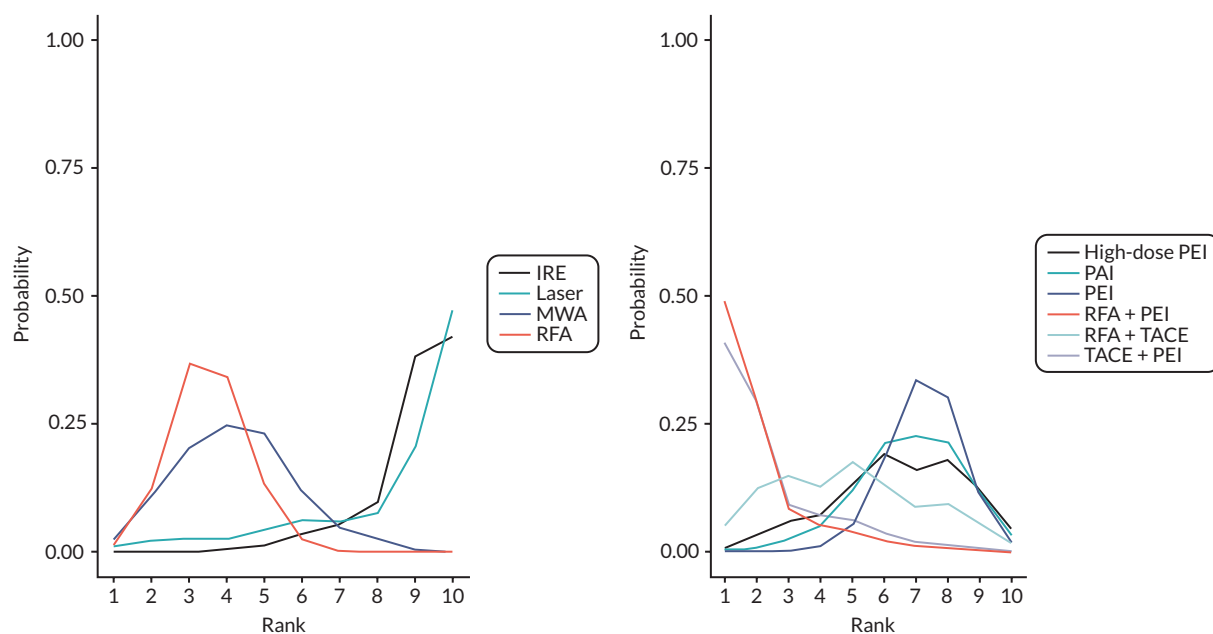 1.00
0.75
0.50
0.25
0.00
Probability
1 2 3 4 5 6 7 8 9 10
Rank
IRE
Laser
MWA
RFA
1.00
0.75
0.50
0.25
0.00
Probability
1 2 3 4 5 6 7 8 9 10
Rank
High-dose PEI
PAI
PEI
RFA + PEI
RFA + TACE
TACE + PEI